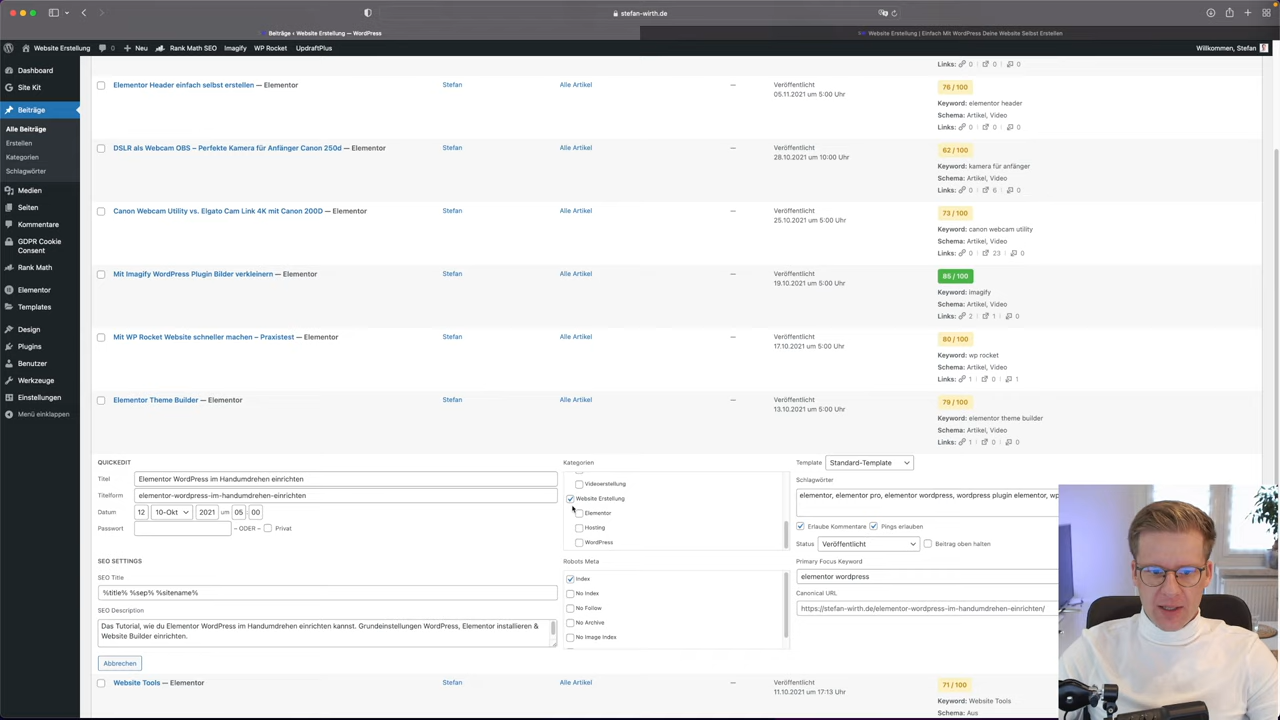 stefan-wirth.de
Beiträge ‹ Website Erstellung — WordPress
Website Erstellung | Einfach Mit WordPress Deine Website Selbst Erstellen
Website Erstellung 0 Neu Rank Math SEO Imagify WP Rocket UpdraftPlus Willkommen, Stefan
Dashboard
Site Kit
Beiträge
Alle Beiträge
Erstellen
Kategorien
Schlagwörter
Medien
Seiten
Kommentare
GDPR Cookie
Consent
Rank Math
Elementor
Templates
Design
Plugins
Benutzer
Werkzeuge
Einstellungen
Menü einklappen
Links: 0 0 0
Elementor Header einfach selbst erstellen — Elementor Stefan Alle Artikel — Veröffentlicht 76 / 100
05.11.2021 um 5:00 Uhr
Keyword: elementor header
Schema: Artikel, Video
Links: 0 0 0
DSLR als Webcam OBS – Perfekte Kamera für Anfänger Canon 250d — Elementor Stefan Alle Artikel — Veröffentlicht 62 / 100
28.10.2021 um 10:00 Uhr
Keyword: kamera für anfänger
Schema: Artikel, Video
Links: 0 6 0
Canon Webcam Utility vs. Elgato Cam Link 4K mit Canon 200D — Elementor Stefan Alle Artikel — Veröffentlicht 73 / 100
25.10.2021 um 5:00 Uhr
Keyword: canon webcam utility
Schema: Artikel, Video
Links: 0 23 0
Mit Imagify WordPress Plugin Bilder verkleinern — Elementor Stefan Alle Artikel — Veröffentlicht 85 / 100
19.10.2021 um 5:00 Uhr
Keyword: imagify
Schema: Artikel, Video
Links: 2 1 0
Mit WP Rocket Website schneller machen – Praxistest — Elementor Stefan Alle Artikel — Veröffentlicht 80 / 100
17.10.2021 um 5:00 Uhr
Keyword: wp rocket
Schema: Artikel, Video
Links: 1 0 1
Elementor Theme Builder — Elementor Stefan Alle Artikel — Veröffentlicht 79 / 100
13.10.2021 um 5:00 Uhr
Keyword: elementor theme builder
Schema: Artikel, Video
Links: 1 0 0
QUICKEDIT
Titel Elementor WordPress im Handumdrehen einrichten
Titelform elementor-wordpress-im-handumdrehen-einrichten
Datum 12 10-Okt 2021 um 05 : 00
Passwort – ODER – Privat
Kategorien
Videoerstellung
Website Erstellung
Elementor
Hosting
WordPress
Template Standard-Template
Schlagwörter
elementor, elementor pro, elementor wordpress, wordpress plugin elementor, wp
Erlaube Kommentare Pings erlauben
Status Veröffentlicht Beitrag oben halten
SEO SETTINGS
SEO Title
%title% %sep% %sitename%
SEO Description
Das Tutorial, wie du Elementor WordPress im Handumdrehen einrichten kannst. Grundeinstellungen WordPress, Elementor installieren &
Website Builder einrichten.
Robots Meta
Index
No Index
No Follow
No Archive
No Image Index
Primary Focus Keyword
elementor wordpress
Canonical URL
https://stefan-wirth.de/elementor-wordpress-im-handumdrehen-einrichten/
Abbrechen
Website Tools — Elementor Stefan Alle Artikel — Veröffentlicht 71 / 100
11.10.2021 um 17:13 Uhr
Keyword: Website Tools
Schema: Aus